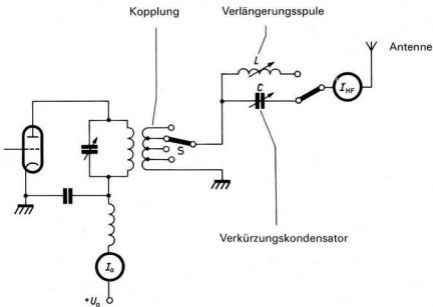 Kopplung
Verlängerungsspule
L
Antenne
C
I_HF
S
Verkürzungskondensator
I_a
+U_a